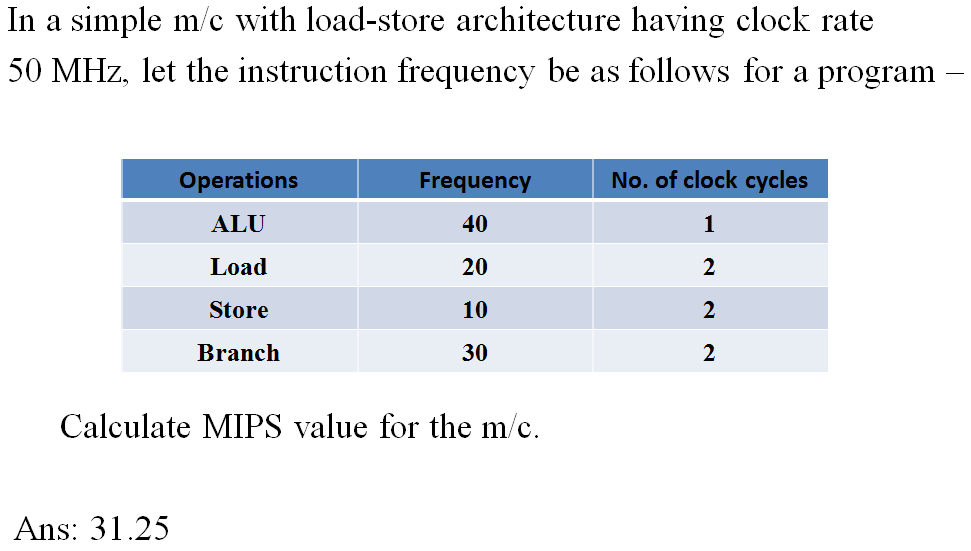 In a simple m/c with load-store architecture having clock rate
50 MHz, let the instruction frequency be as follows for a program –
Operations Frequency No. of clock cycles
ALU 40 1
Load 20 2
Store 10 2
Branch 30 2
Calculate MIPS value for the m/c.
Ans: 31.25